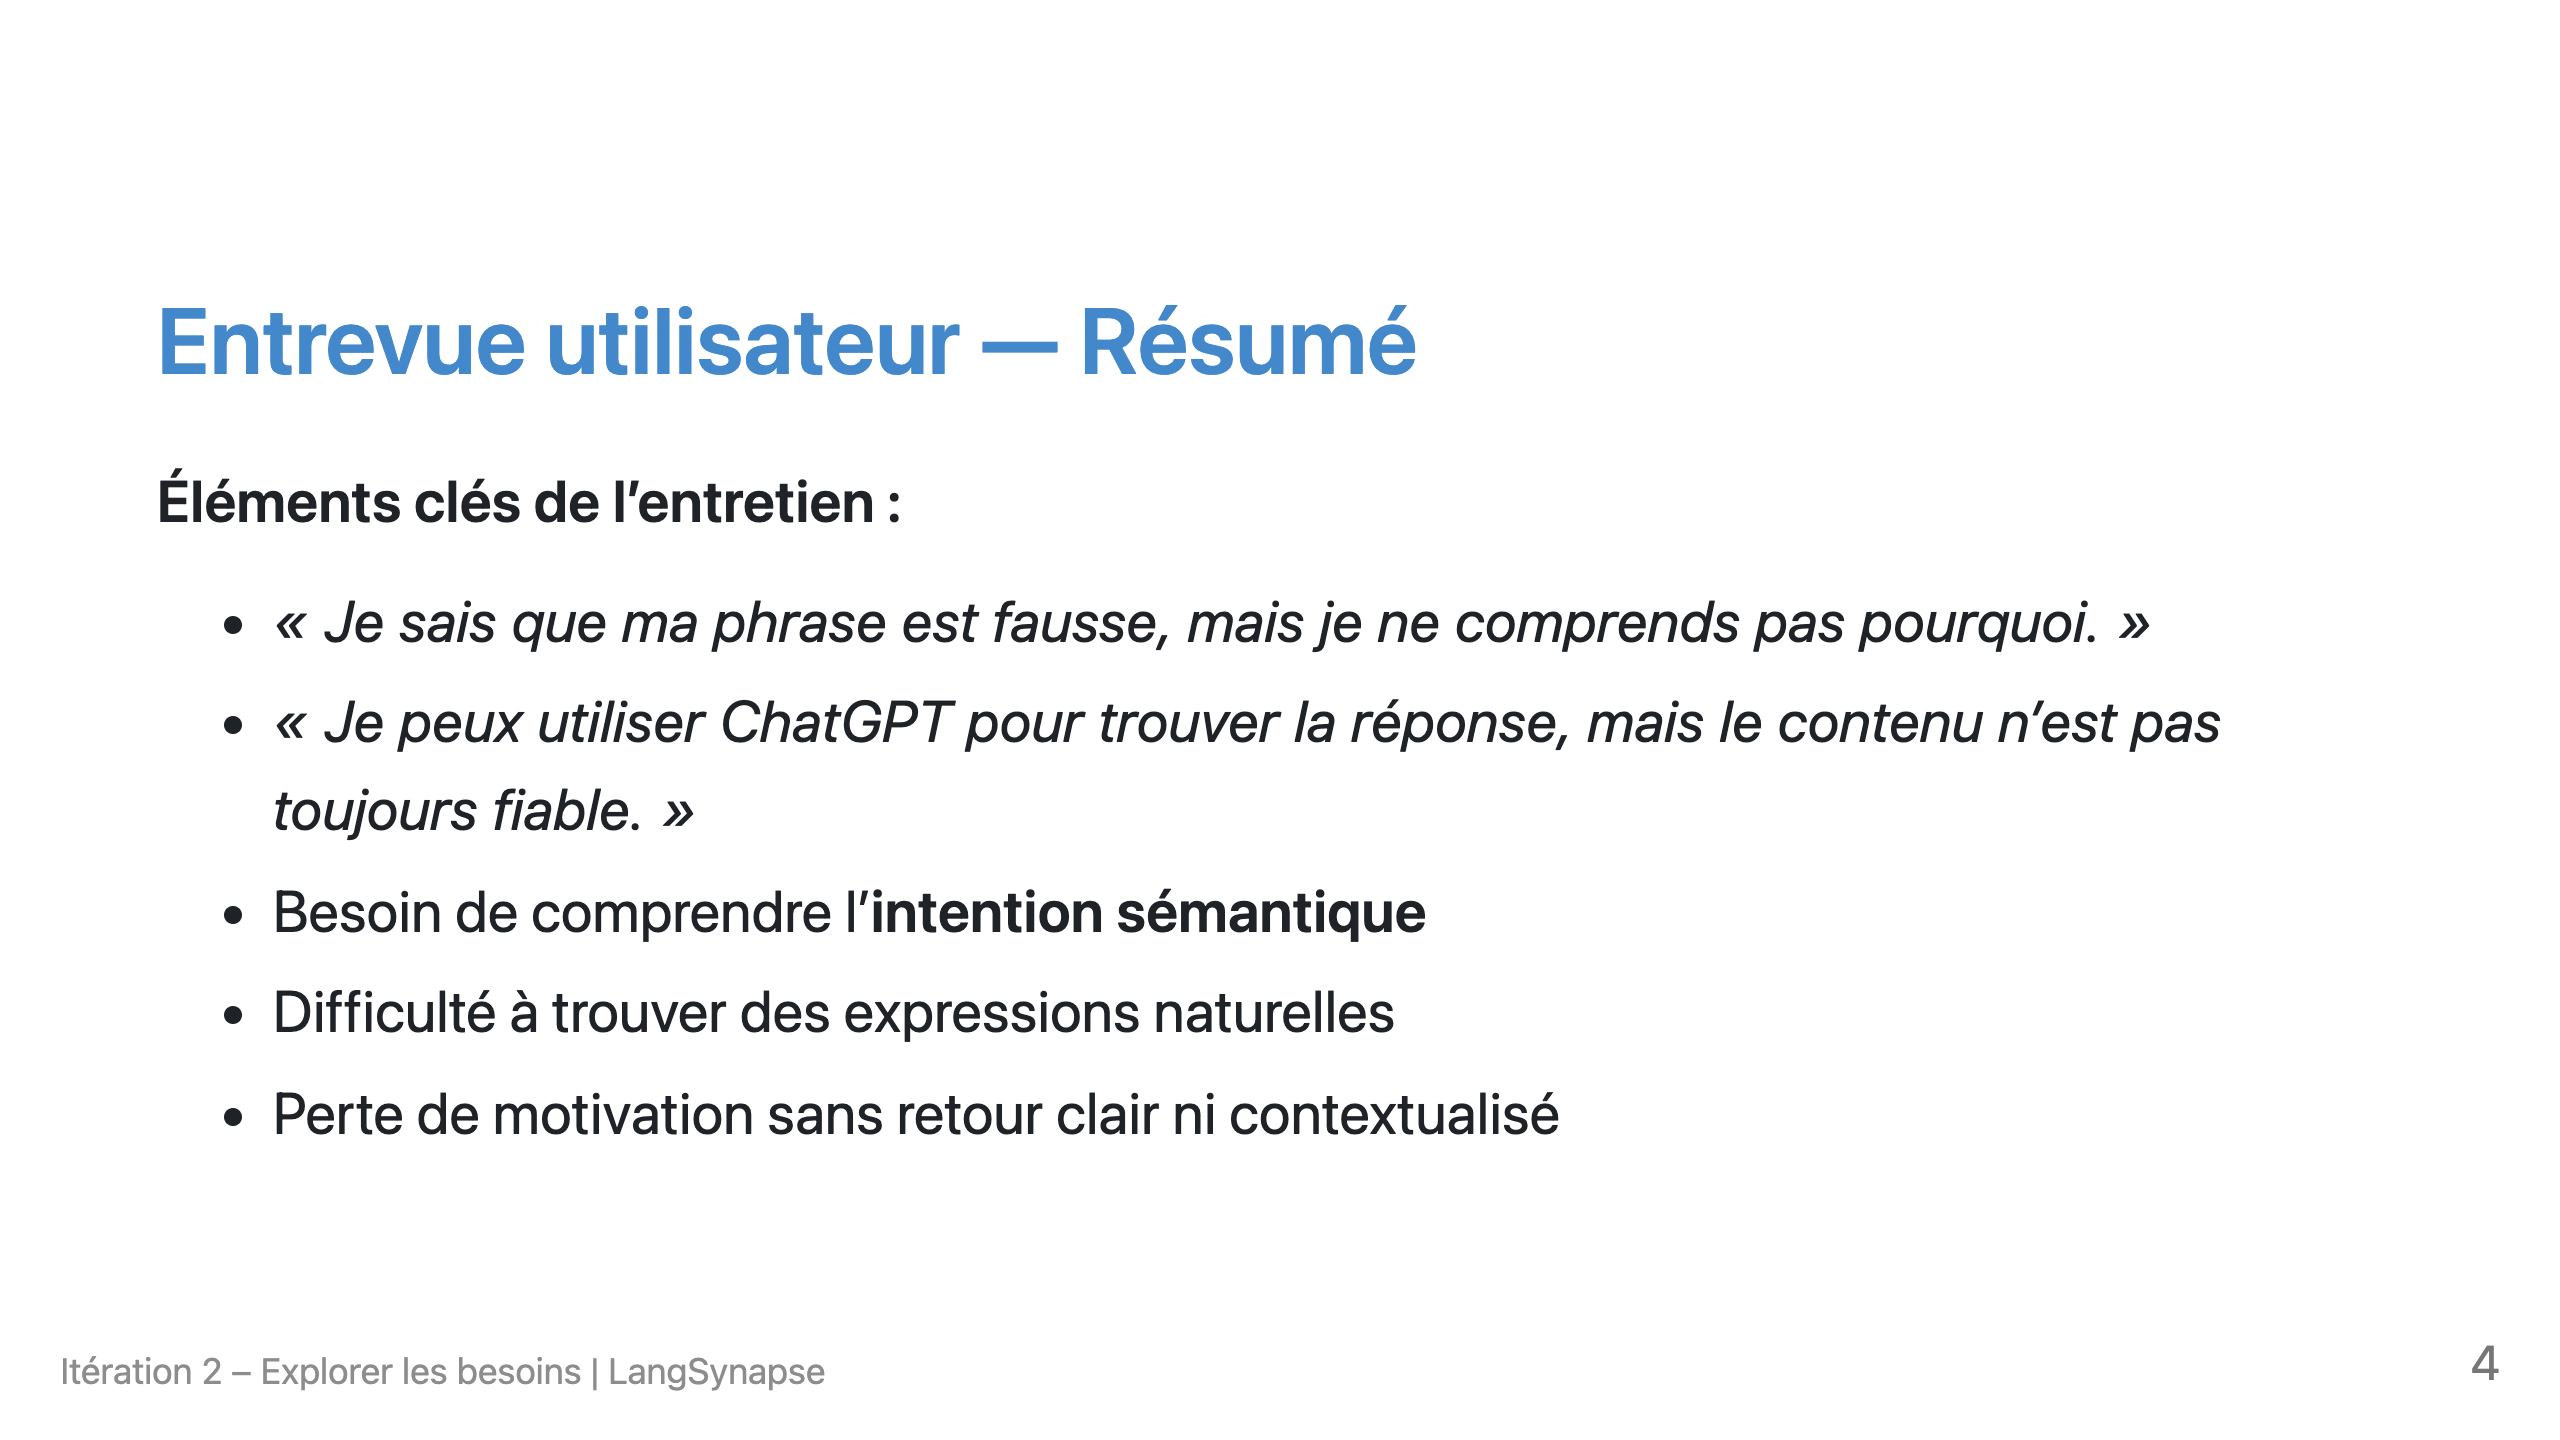 Entrevue utilisateur — Résumé
Éléments clés de l’entretien :
• « Je sais que ma phrase est fausse, mais je ne comprends pas pourquoi. »
• « Je peux utiliser ChatGPT pour trouver la réponse, mais le contenu n’est pas
toujours fiable. »
• Besoin de comprendre l’intention sémantique
• Difficulté à trouver des expressions naturelles
• Perte de motivation sans retour clair ni contextualisé
Itération 2 – Explorer les besoins | LangSynapse
4